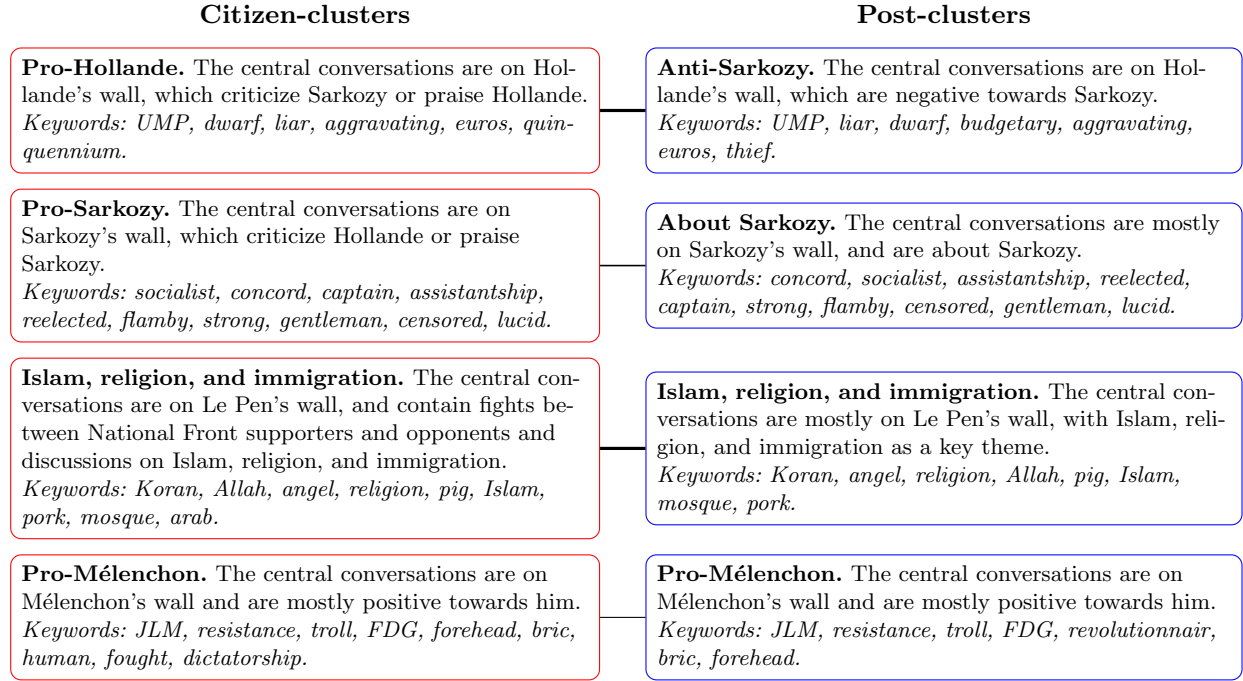 Citizen-clusters
Post-clusters
Pro-Hollande. The central conversations are on Hol-
lande's wall, which criticize Sarkozy or praise Hollande.
Keywords: UMP, dwarf, liar, aggravating, euros, quin-
quennium.
Anti-Sarkozy. The central conversations are on Hol-
lande's wall, which are negative towards Sarkozy.
Keywords: UMP, liar, dwarf, budgetary, aggravating,
euros, thief.
Pro-Sarkozy. The central conversations are on
Sarkozy's wall, which criticize Hollande or praise
Sarkozy.
Keywords: socialist, concord, captain, assistantship,
reelected, flamby, strong, gentleman, censored, lucid.
About Sarkozy. The central conversations are mostly
on Sarkozy's wall, and are about Sarkozy.
Keywords: concord, socialist, assistantship, reelected,
captain, strong, flamby, censored, gentleman, lucid.
Islam, religion, and immigration. The central con-
versations are on Le Pen's wall, and contain fights be-
tween National Front supporters and opponents and
discussions on Islam, religion, and immigration.
Keywords: Koran, Allah, angel, religion, pig, Islam,
pork, mosque, arab.
Islam, religion, and immigration. The central con-
versations are mostly on Le Pen's wall, with Islam, reli-
gion, and immigration as a key theme.
Keywords: Koran, angel, religion, Allah, pig, Islam,
mosque, pork.
Pro-Mélenchon. The central conversations are on
Mélenchon's wall and are mostly positive towards him.
Keywords: JLM, resistance, troll, FDG, forehead, bric,
human, fought, dictatorship.
Pro-Mélenchon. The central conversations are on
Mélenchon's wall and are mostly positive towards him.
Keywords: JLM, resistance, troll, FDG, revolutionnair,
bric, forehead.